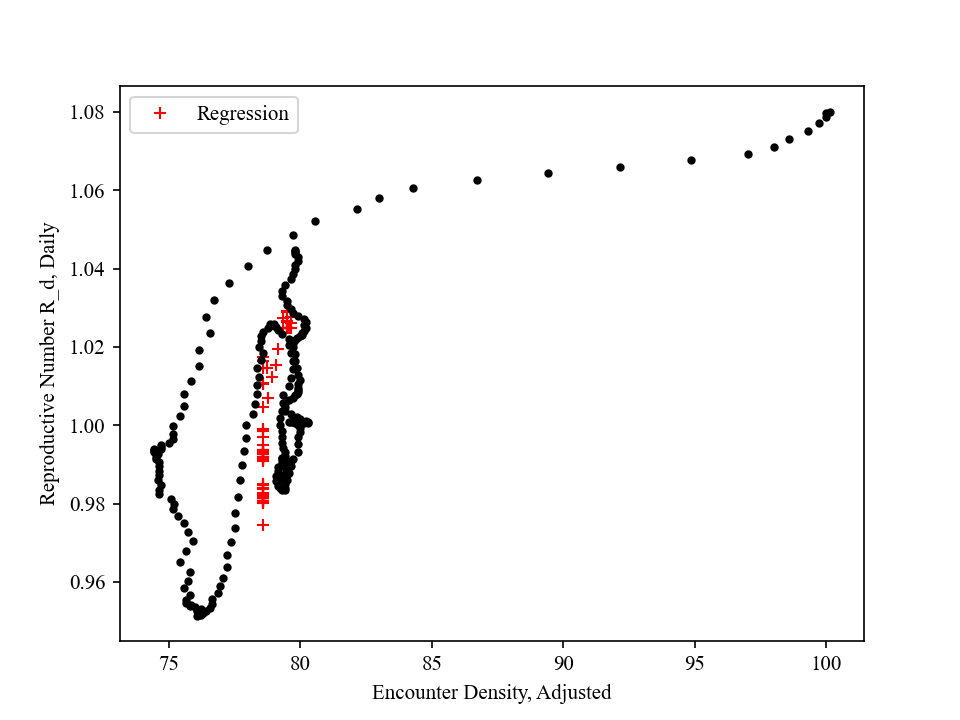 Regression
1.08
1.06
1.04
1.02
1.00
0.98
0.96
Reproductive Number R_d, Daily
75 80 85 90 95 100
Encounter Density, Adjusted